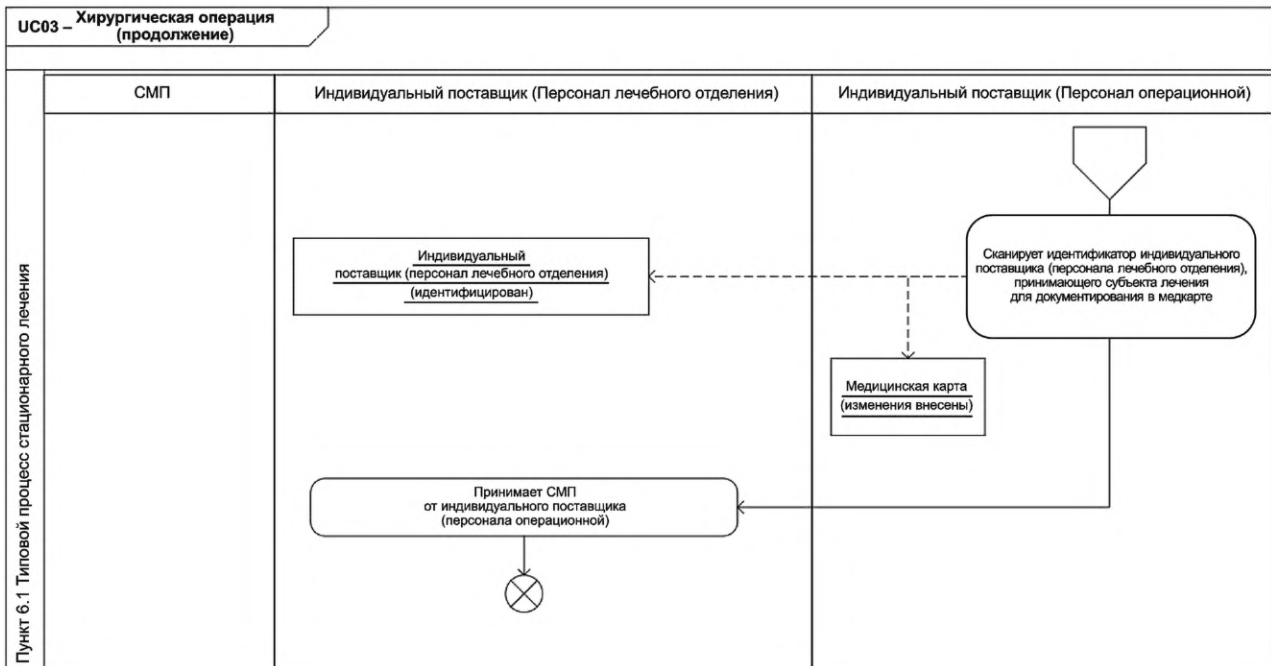 UC03 – Хирургическая операция
(продолжение)
Пункт 6.1 Типовой процесс стационарного лечения
СМП
Индивидуальный поставщик (Персонал лечебного отделения)
Индивидуальный поставщик (Персонал операционной)
Сканирует идентификатор индивидуального
поставщика (персонала лечебного отделения),
принимающего субъекта лечения
для документирования в медкарте
Индивидуальный
поставщик (персонал лечебного отделения)
(идентифицирован)
Медицинская карта
(изменения внесены)
Принимает СМП
от индивидуального поставщика
(персонала операционной)